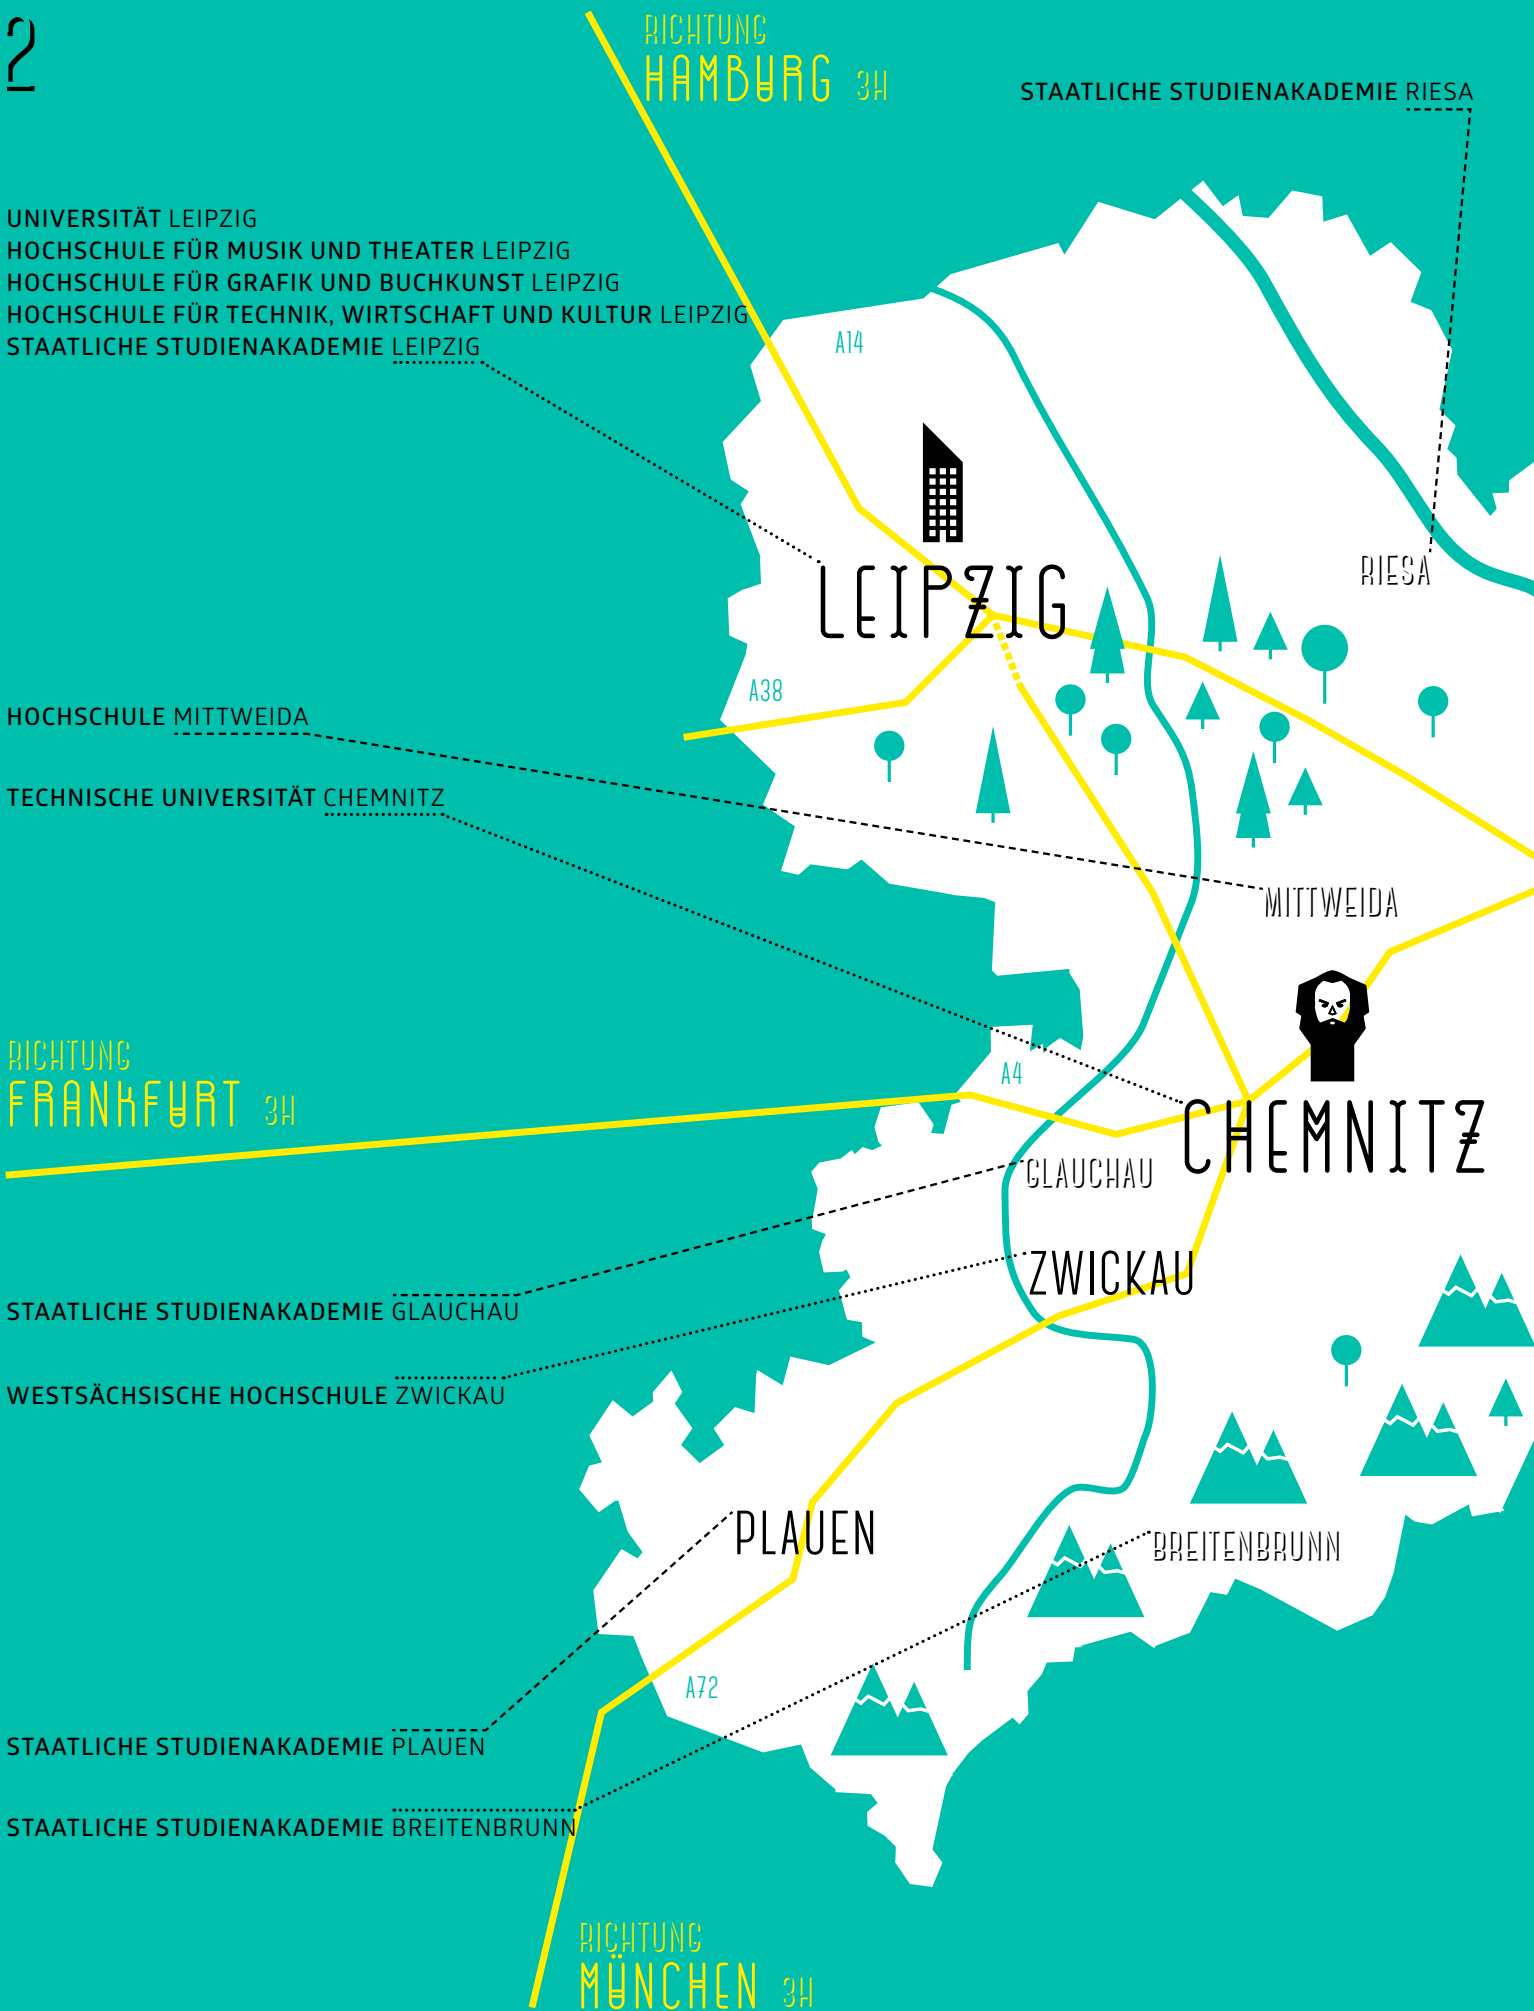 2
RICHTUNG
HAMBURG 3H
STAATLICHE STUDIENAKADEMIE RIESA
UNIVERSITÄT LEIPZIG
HOCHSCHULE FÜR MUSIK UND THEATER LEIPZIG
HOCHSCHULE FÜR GRAFIK UND BUCHKUNST LEIPZIG
HOCHSCHULE FÜR TECHNIK, WIRTSCHAFT UND KULTUR LEIPZIG
STAATLICHE STUDIENAKADEMIE LEIPZIG
A14
LEIPZIG
RIESA
A38
HOCHSCHULE MITTWEIDA
TECHNISCHE UNIVERSITÄT CHEMNITZ
MITTWEIDA
RICHTUNG
FRANKFURT 3H
A4
CHEMNITZ
GLAUCHAU
ZWICKAU
STAATLICHE STUDIENAKADEMIE GLAUCHAU
WESTSÄCHSISCHE HOCHSCHULE ZWICKAU
PLAUEN
BREITENBRUNN
A72
STAATLICHE STUDIENAKADEMIE PLAUEN
STAATLICHE STUDIENAKADEMIE BREITENBRUNN
RICHTUNG
MÜNCHEN 3H